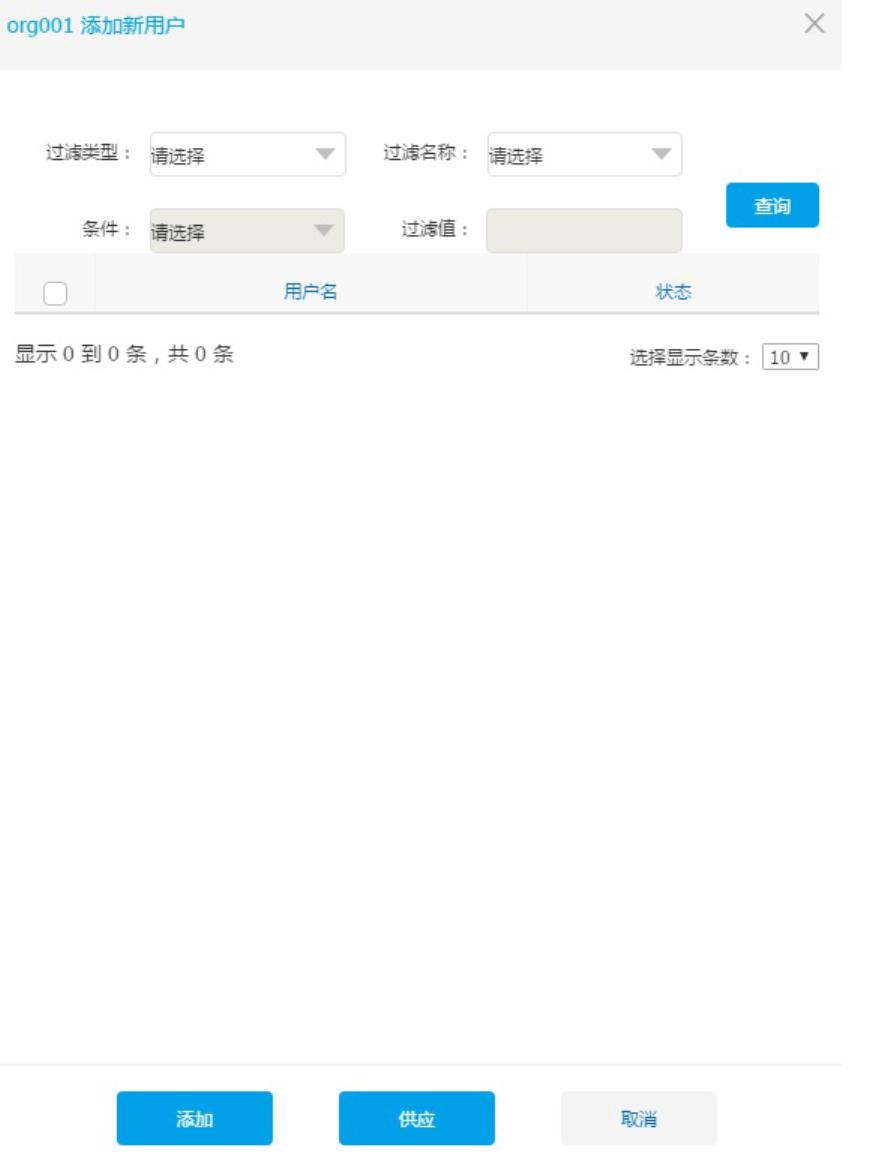 org001 添加新用户
过滤类型： 请选择 过滤名称： 请选择
查询
条件： 请选择 过滤值：
用户名 状态
显示 0 到 0 条，共 0 条 选择显示条数： 10
添加 供应 取消